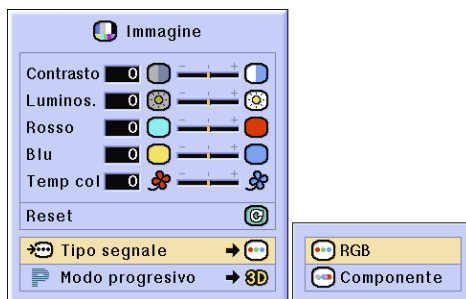 Immagine
Contrasto 0 - +
Luminos. 0 - +
Rosso 0 - +
Blu 0 - +
Temp col 0 - +
Reset
Tipo segnale
Modo progresivo 3D
RGB
Componente